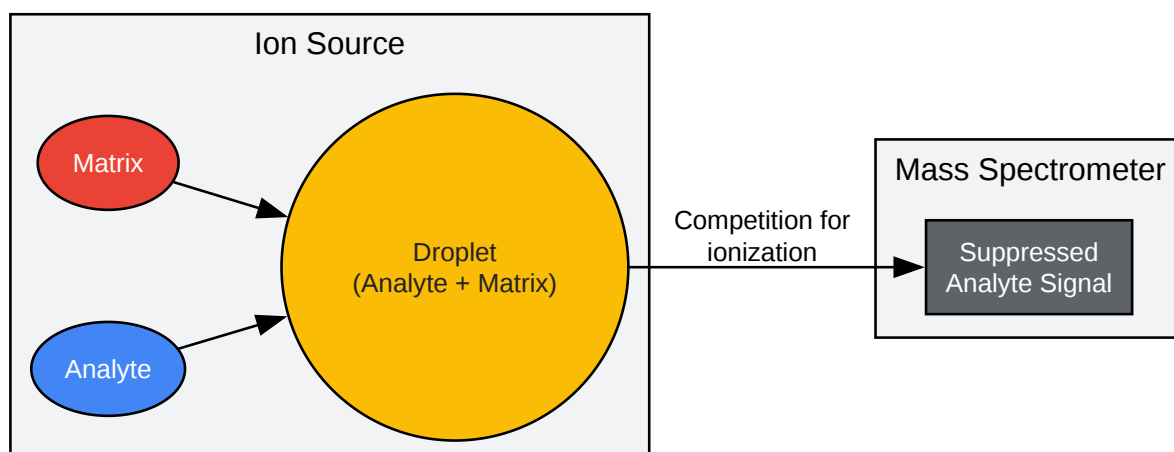 Ion Source
Matrix
Analyte
Droplet
(Analyte + Matrix)
Competition for
ionization
Mass Spectrometer
Suppressed
Analyte Signal